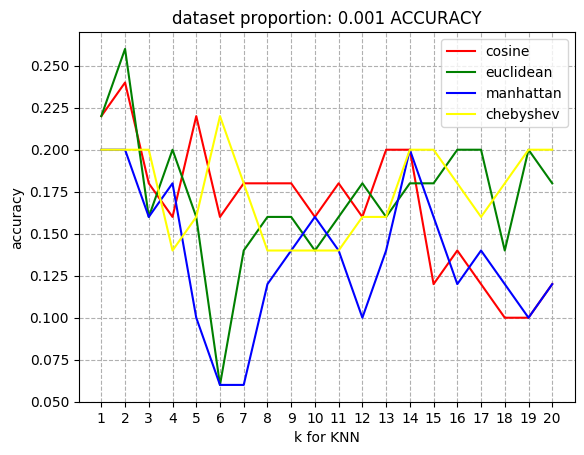 dataset proportion: 0.001 ACCURACY
cosine
euclidean
manhattan
chebyshev
0.250
0.225
0.200
0.175
0.150
0.125
0.100
0.075
0.050
accuracy
1 2 3 4 5 6 7 8 9 10 11 12 13 14 15 16 17 18 19 20
k for KNN